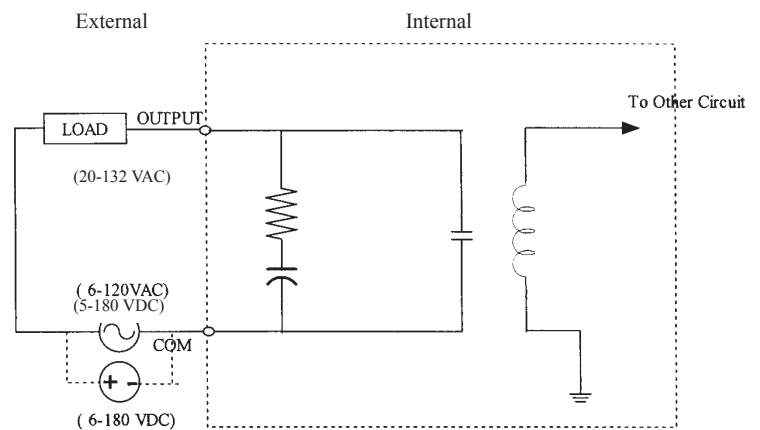 External
Internal
To Other Circuit
OUTPUT
LOAD
(20-132 VAC)
( 6-120VAC)
(5-180 VDC)
COM
+ -
( 6-180 VDC)